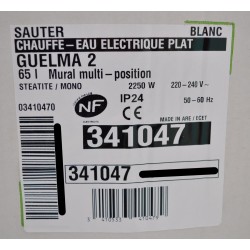 SAUTER BLANC
CHAUFFE-EAU ELECTRIQUE PLAT
GUELMA 2
65 l Mural multi-position
STEATITE / MONO 2250 W 220-240 V~
03410470 NF IP24 50-60 Hz
CE MADE IN ARE / ECET
341047
341047